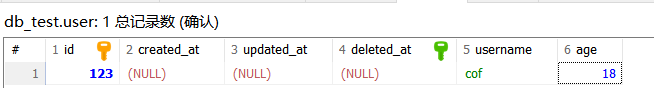 db_test.user: 1 总记录数 (确认)
# 1 id 2 created_at 3 updated_at 4 deleted_at 5 username 6 age
1 123 (NULL) (NULL) (NULL) cof 18